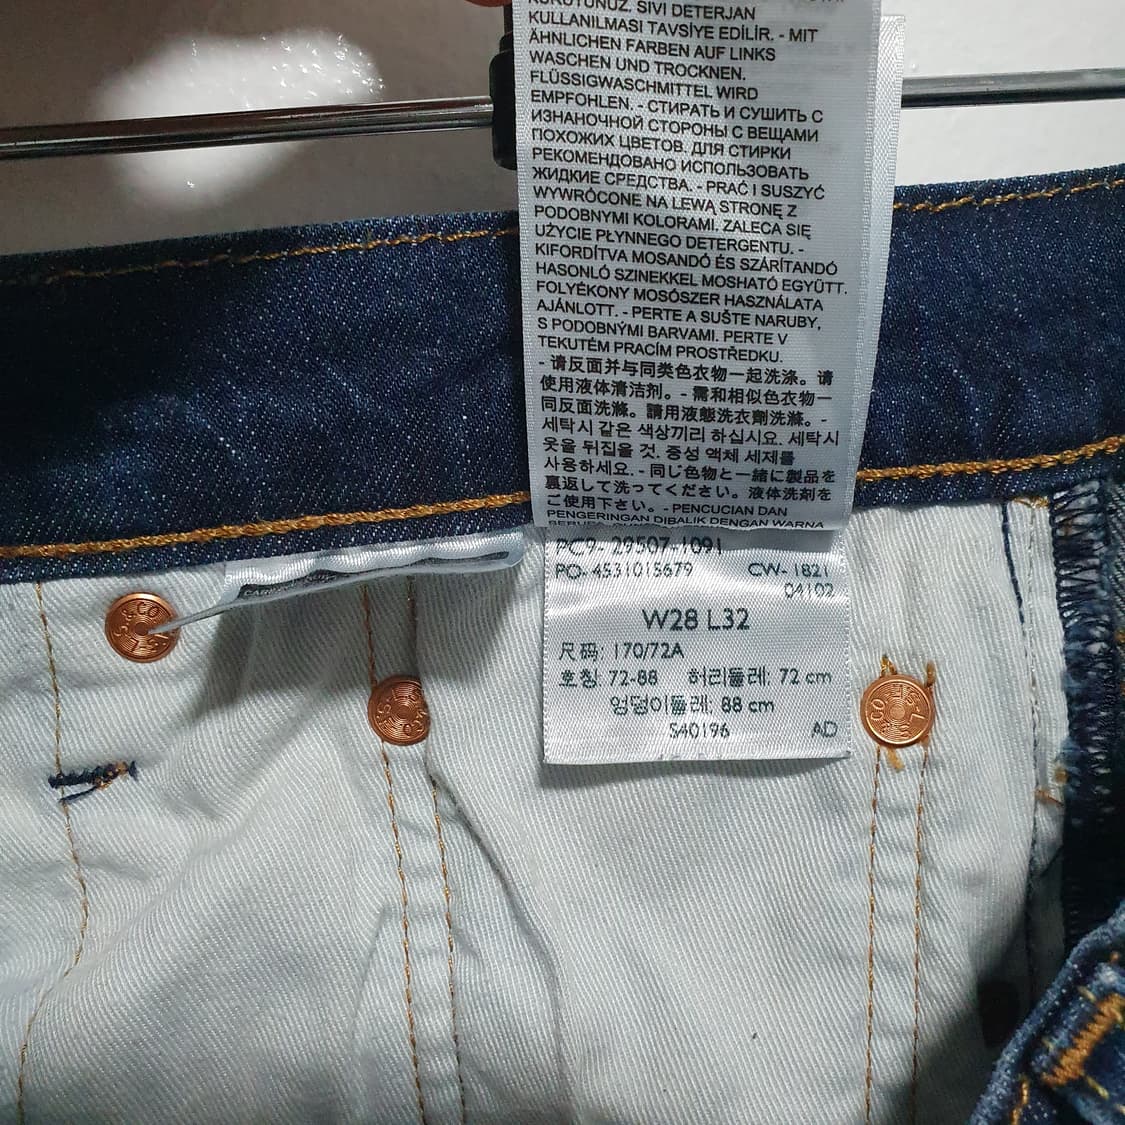 KURUTUNUZ. SIVI DETERJAN
KULLANILMASI TAVSİYE EDİLİR. - MIT
ÄHNLICHEN FARBEN AUF LINKS
WASCHEN UND TROCKNEN.
FLÜSSIGWASCHMITTEL WIRD
EMPFOHLEN. - СТИРАТЬ И СУШИТЬ С
ИЗНАНОЧНОЙ СТОРОНЫ С ВЕЩАМИ
ПОХОЖИХ ЦВЕТОВ. ДЛЯ СТИРКИ
РЕКОМЕНДОВАНО ИСПОЛЬЗОВАТЬ
ЖИДКИЕ СРЕДСТВА. - PRAĆ I SUSZYĆ
WYWRÓCONE NA LEWĄ STRONĘ Z
PODOBNYMI KOLORAMI. ZALECA SIĘ
UŻYCIE PŁYNNEGO DETERGENTU. -
KIFORDÍTVA MOSANDÓ ÉS SZÁRÍTANDÓ
HASONLÓ SZINEKKEL MOSHATÓ EGYÜTT.
FOLYÉKONY MOSÓSZER HASZNÁLATA
AJÁNLOTT. - PERTE A SUŠTE NARUBY,
S PODOBNÝMI BARVAMI. PERTE V
TEKUTÉM PRACÍM PROSTŘEDKU.
- 请反面并与同类色衣物一起洗涤。请
使用液体清洁剂。- 需和相似色衣物一
同反面洗滌。請用液態洗衣劑洗滌。-
세탁시 같은 색상끼리 하십시요. 세탁시
옷을 뒤집을 것. 중성 액체 세제를
사용하세요. - 同じ色物と一緒に製品を
裏返して洗ってください。液体洗剤を
ご使用下さい。- PENCUCIAN DAN
PENGERINGAN DIBALIK DENGAN WARNA
PC9- 29507-1091
PO- 4531015679 CW- 1821
04102
W28 L32
尺码: 170/72A
호칭: 72-88 허리둘레: 72 cm
엉덩이둘레: 88 cm
S40196 AD